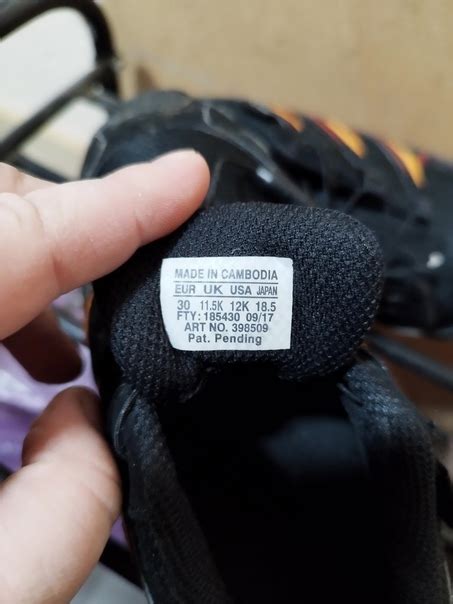 MADE IN CAMBODIA
EUR UK USA JAPAN
30 11.5K 12K 18.5
FTY: 185430 09/17
ART NO. 398509
Pat. Pending